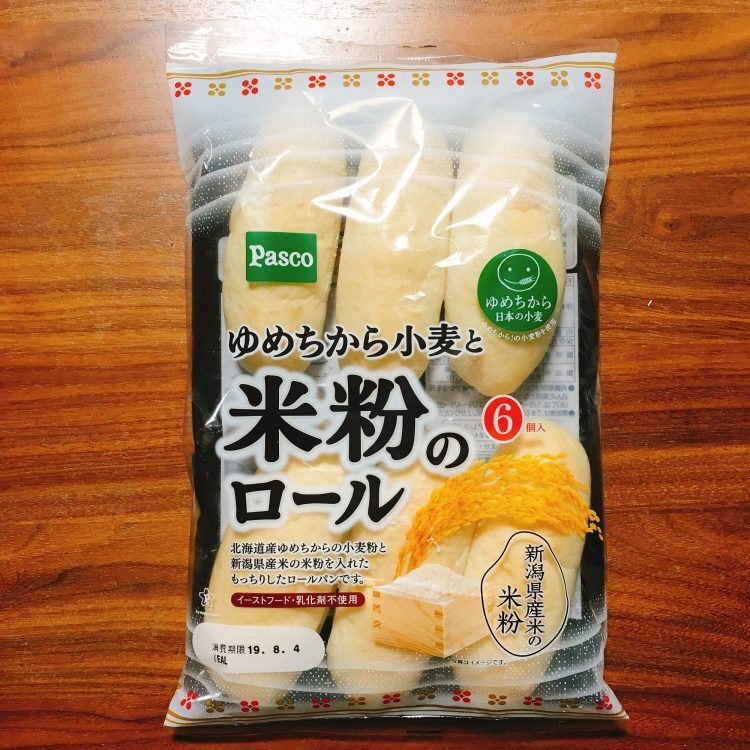 Pasco
ゆめちから
日本の小麦
ゆめちから小麦と
米粉の
ロール
6
個入
北海道産ゆめちからの小麦粉と
新潟県産米の米粉を入れた
もっちりしたロールパンです。
イーストフード・乳化剤不使用
新潟県産米の
米粉
消費期限 19. 8. 4